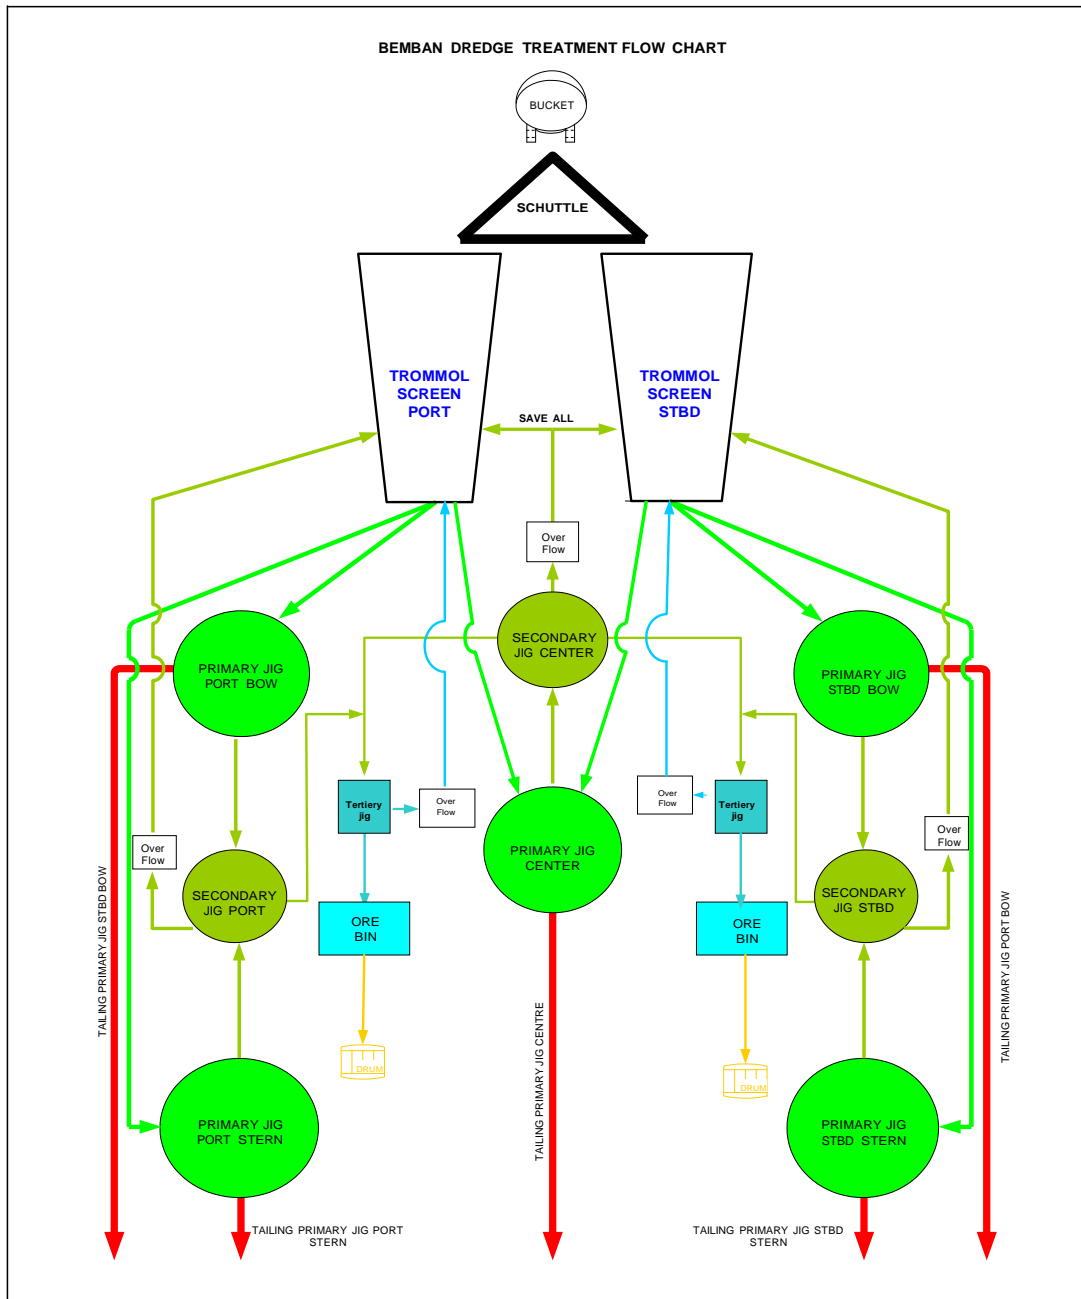 BEMBAN DREDGE TREATMENT FLOW CHART
BUCKET
SCHUTTLE
TROMMOL
SCREEN
PORT
TROMMOL
SCREEN
STBD
SAVE ALL
Over
Flow
SECONDARY
JIG CENTER
PRIMARY JIG
PORT BOW
PRIMARY JIG
STBD BOW
Tertiery
jig
Over
Flow
Over
Flow
Tertiery
jig
PRIMARY JIG
CENTER
Over
Flow
Over
Flow
SECONDARY
JIG PORT
SECONDARY
JIG STBD
ORE
BIN
ORE
BIN
TAILING PRIMARY JIG STBD BOW
TAILING PRIMARY JIG CENTRE
TAILING PRIMARY JIG PORT BOW
DRUM
DRUM
PRIMARY JIG
PORT STERN
PRIMARY JIG
STBD STERN
TAILING PRIMARY JIG PORT
STERN
TAILING PRIMARY JIG STBD
STERN